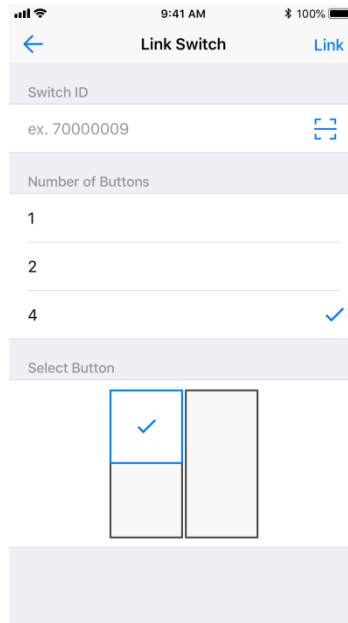 9:41 AM
100%
Link Switch
Link
Switch ID
ex. 70000009
Number of Buttons
1
2
4
Select Button